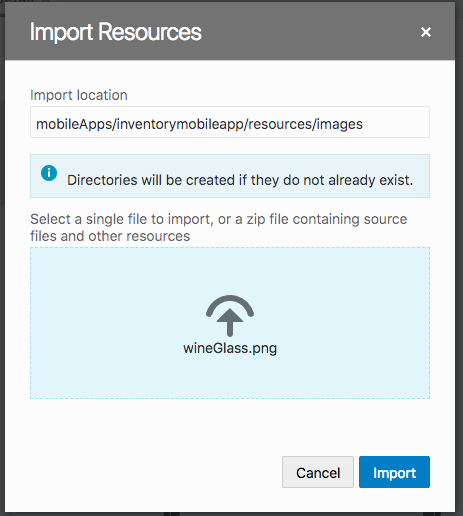 Import Resources
×
Import location
mobileApps/inventorymobileapp/resources/images
Directories will be created if they do not already exist.
Select a single file to import, or a zip file containing source
files and other resources
wineGlass.png
Cancel
Import